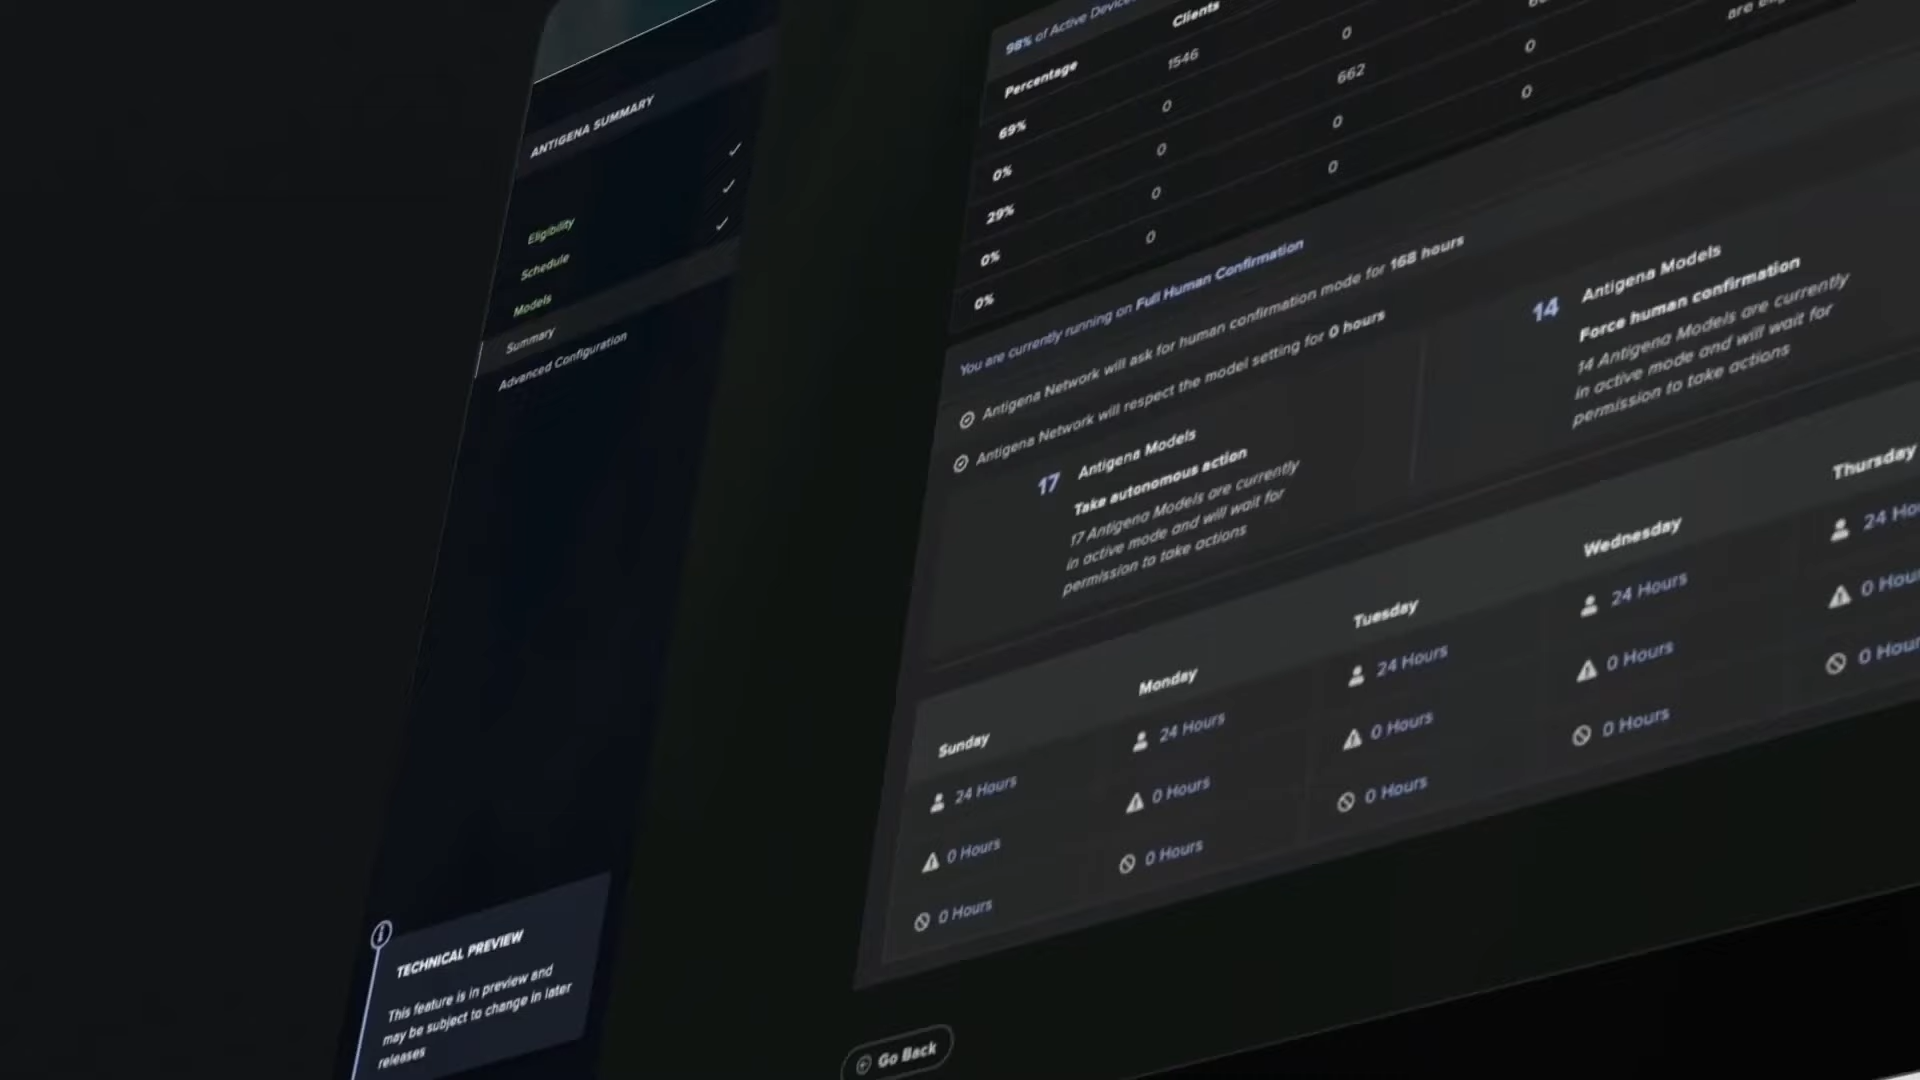 ANTIGENA SUMMARY
Eligibility
Schedule
Models
Summary
Advanced Configuration
TECHNICAL PREVIEW
This feature is in preview and
may be subject to change in later
releases
98% of Active
Percentage
Clients
69%
1546
0
0%
0
662
0
29%
0
0
0
0%
0
0
0%
0
You are currently running on Full Human Confirmation
Antigena Network will ask for human confirmation mode for 168 hours
Antigena Network will respect the model setting for 0 hours
17
Antigena Models
Take autonomous action
17 Antigena Models are currently
in active mode and will wait for
permission to take actions
14
Antigena Models
Force human confirmation
14 Antigena Models are currently
in active mode and will wait for
permission to take actions
Sunday
24 Hours
0 Hours
0 Hours
Monday
24 Hours
0 Hours
0 Hours
Tuesday
24 Hours
0 Hours
0 Hours
Wednesday
24 Hours
0 Hours
0 Hours
Thursday
24
0
0
Go Back